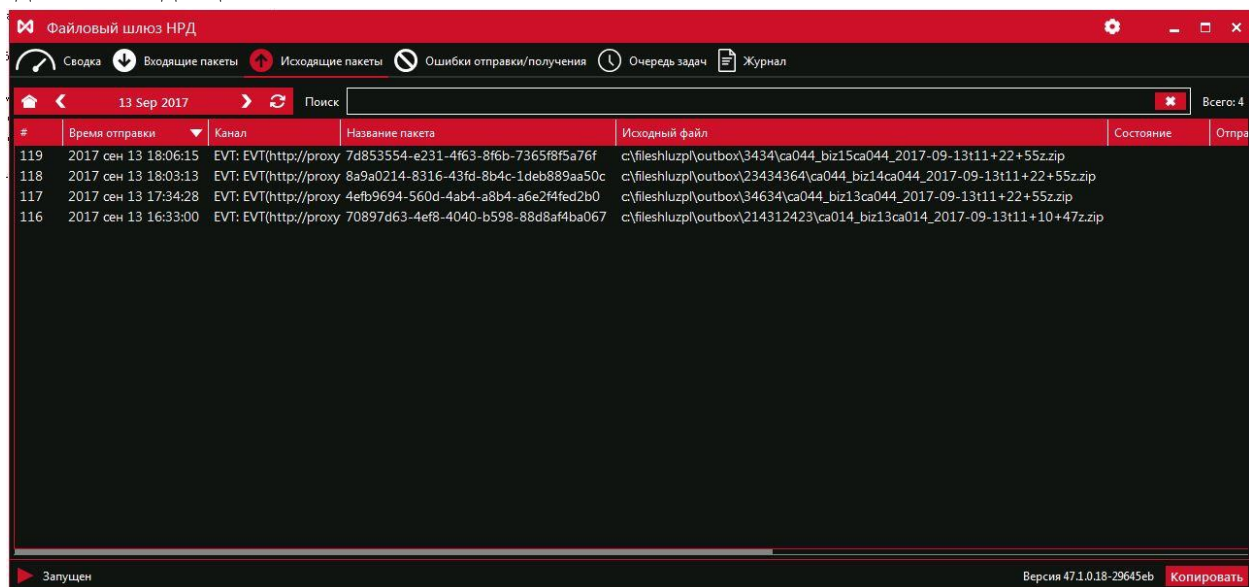 Файловый шлюз НРД
Сводка Входящие пакеты Исходящие пакеты Ошибки отправки/получения Очередь задач Журнал
13 Sep 2017 Поиск Всего: 4
# Время отправки Канал Название пакета Исходный файл Состояние Отпра
119 2017 сен 13 18:06:15 EVT: EVT(http://proxy 7d853554-e231-4f63-8f6b-7365f8f5a76f c:\fileshluzpl\outbox\3434\ca044_biz15ca044_2017-09-13t11+22+55z.zip
118 2017 сен 13 18:03:13 EVT: EVT(http://proxy 8a9a0214-8316-43fd-8b4c-1deb889aa50c c:\fileshluzpl\outbox\23434364\ca044_biz14ca044_2017-09-13t11+22+55z.zip
117 2017 сен 13 17:34:28 EVT: EVT(http://proxy 4efb9694-560d-4ab4-a8b4-a6e2f4fed2b0 c:\fileshluzpl\outbox\34634\ca044_biz13ca044_2017-09-13t11+22+55z.zip
116 2017 сен 13 16:33:00 EVT: EVT(http://proxy 70897d63-4ef8-4040-b598-88d8af4ba067 c:\fileshluzpl\outbox\214312423\ca014_biz13ca014_2017-09-13t11+10+47z.zip
Запущен Версия 47.1.0.18-29645eb Копировать